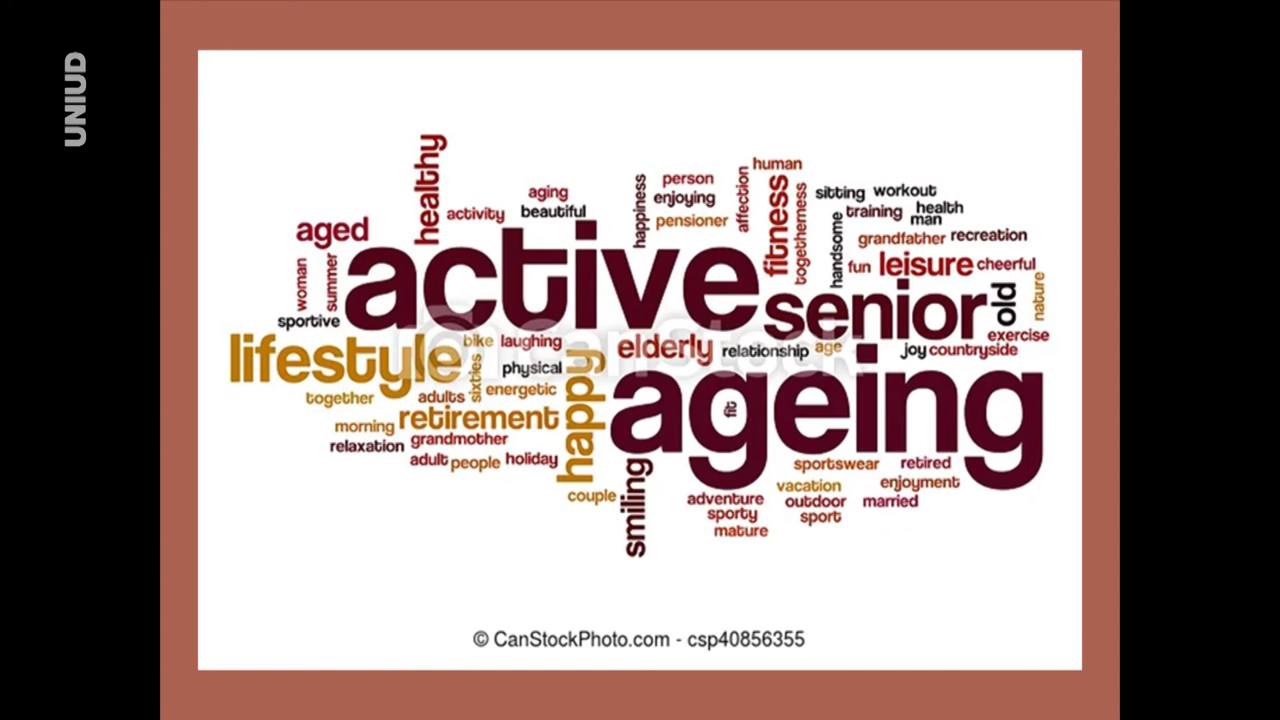 UNIUD
healthy
human
person
affection
aging
happiness
enjoying
fitness
togetherness
sitting
workout
activity
beautiful
pensioner
handsome
training
health
man
aged
grandfather
recreation
woman
summer
active
fun
leisure
cheerful
nature
sportive
senior
old
lifestyle
bike
laughing
happy
elderly
relationship
age
joy
exercise
countryside
CanStock
sixties
physical
together
adults
energetic
ageing
fit
retirement
morning
relaxation
grandmother
adult
people
holiday
smiling
sportswear
retired
couple
vacation
enjoyment
adventure
outdoor
married
sporty
sport
mature
© CanStockPhoto.com - csp40856355